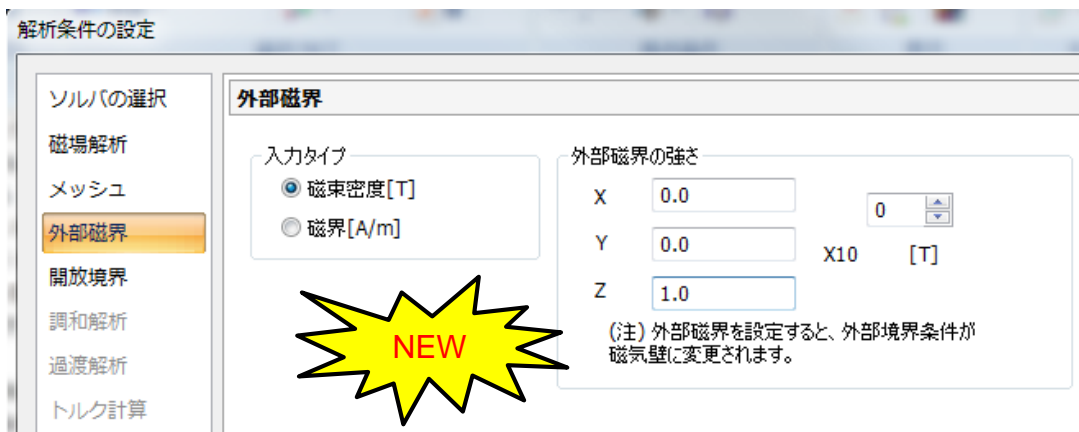 解析条件の設定
ソルバの選択
磁場解析
メッシュ
外部磁界
開放境界
調和解析
過渡解析
トルク計算
外部磁界
入力タイプ
磁束密度[T]
磁界[A/m]
NEW
外部磁界の強さ
X 0.0
Y 0.0
Z 1.0
0
X10 [T]
(注) 外部磁界を設定すると、外部境界条件が
磁気壁に変更されます。